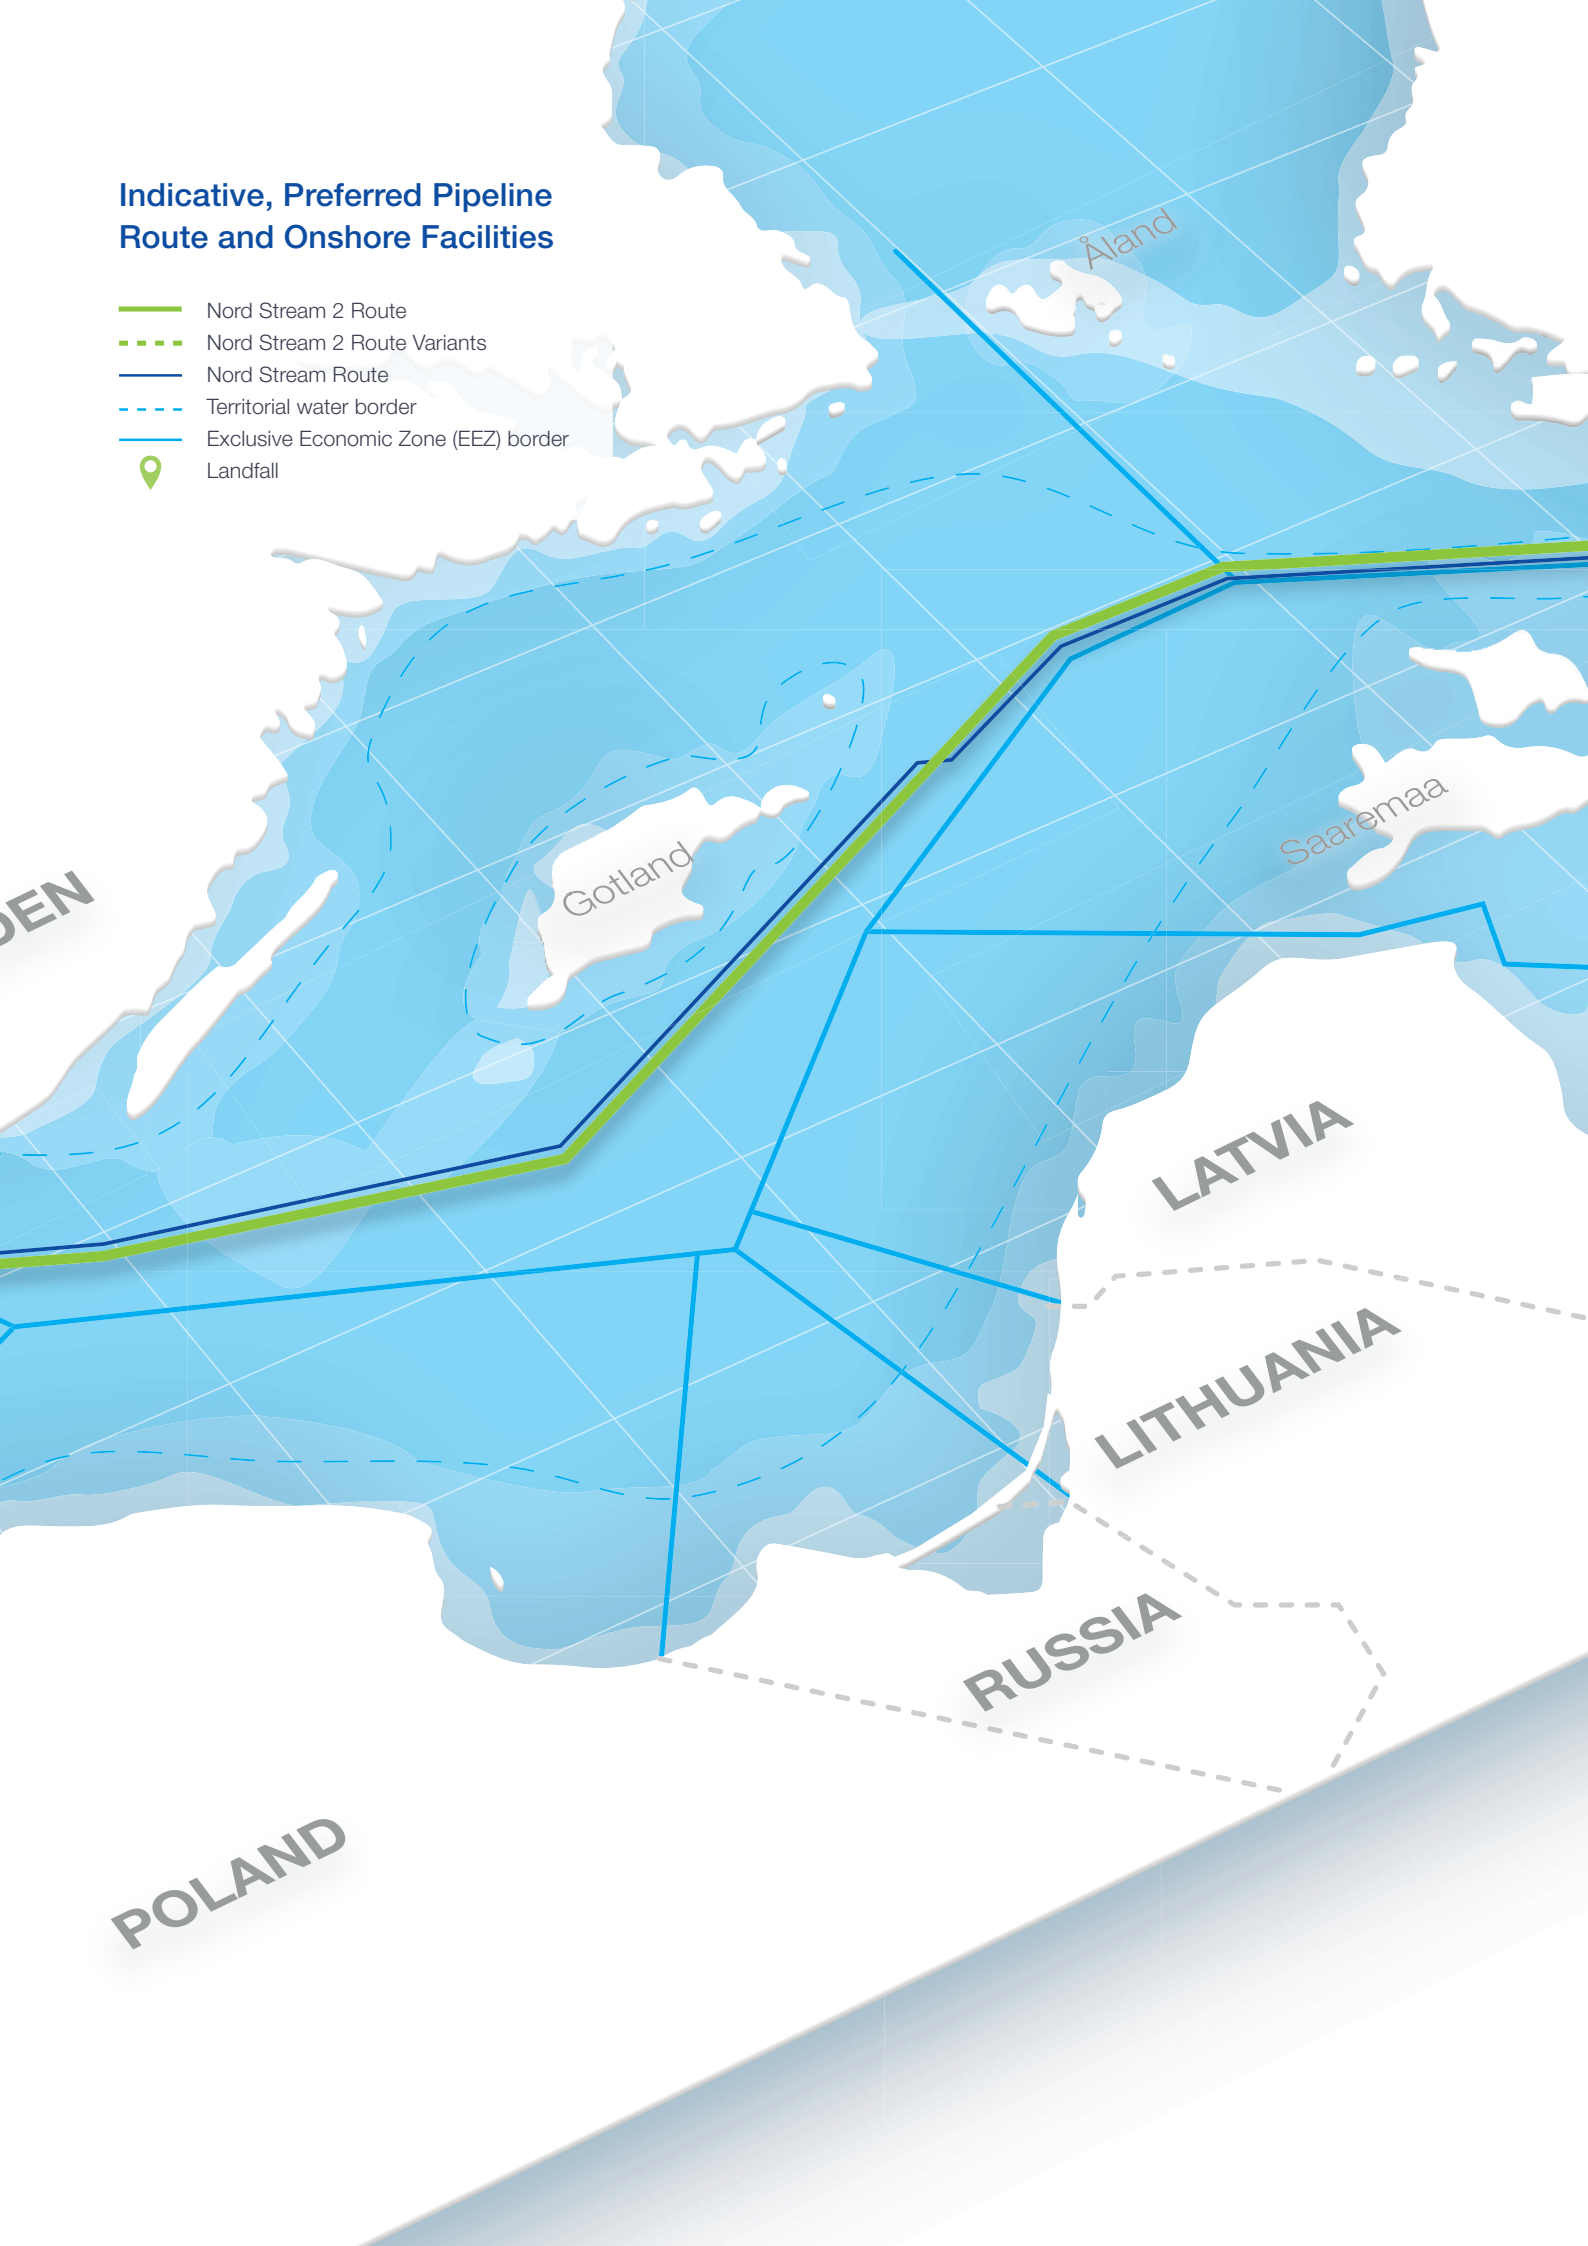 Indicative, Preferred Pipeline
Route and Onshore Facilities
Nord Stream 2 Route
Nord Stream 2 Route Variants
Nord Stream Route
Territorial water border
Exclusive Economic Zone (EEZ) border
Landfall
Åland
Saaremaa
Gotland
DEN
LATVIA
LITHUANIA
RUSSIA
POLAND